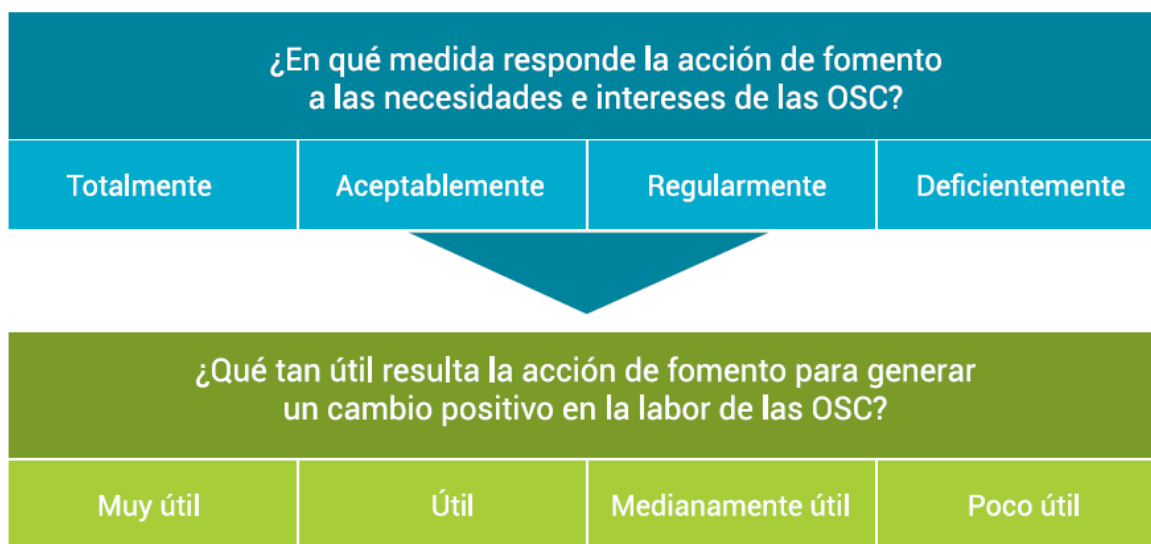 ¿En qué medida responde la acción de fomento
a las necesidades e intereses de las OSC?
Totalmente
Aceptablemente
Regularmente
Deficientemente
¿Qué tan útil resulta la acción de fomento para generar
un cambio positivo en la labor de las OSC?
Muy útil
Útil
Medianamente útil
Poco útil